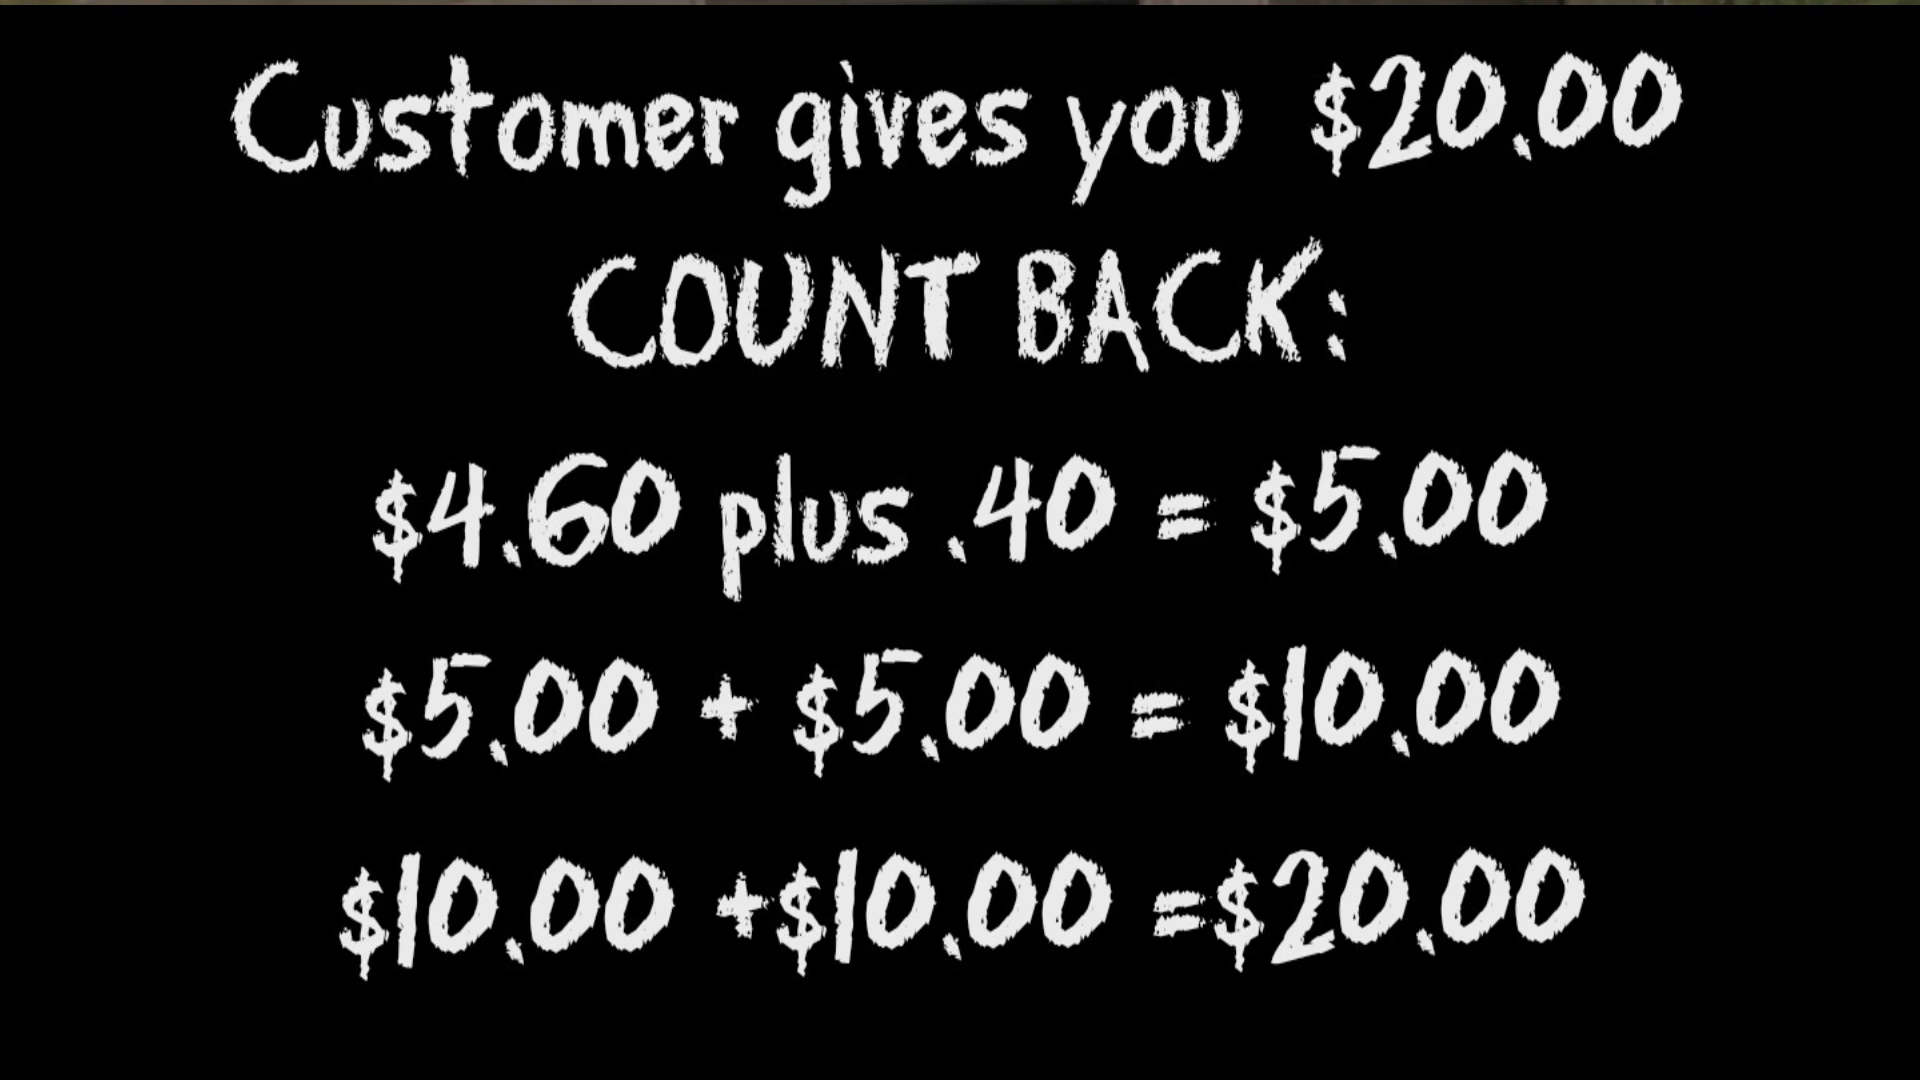 Customer gives you $20.00
COUNT BACK:
$4.60 plus .40 = $5.00
$5.00 + $5.00 = $10.00
$10.00 +$10.00 =$20.00